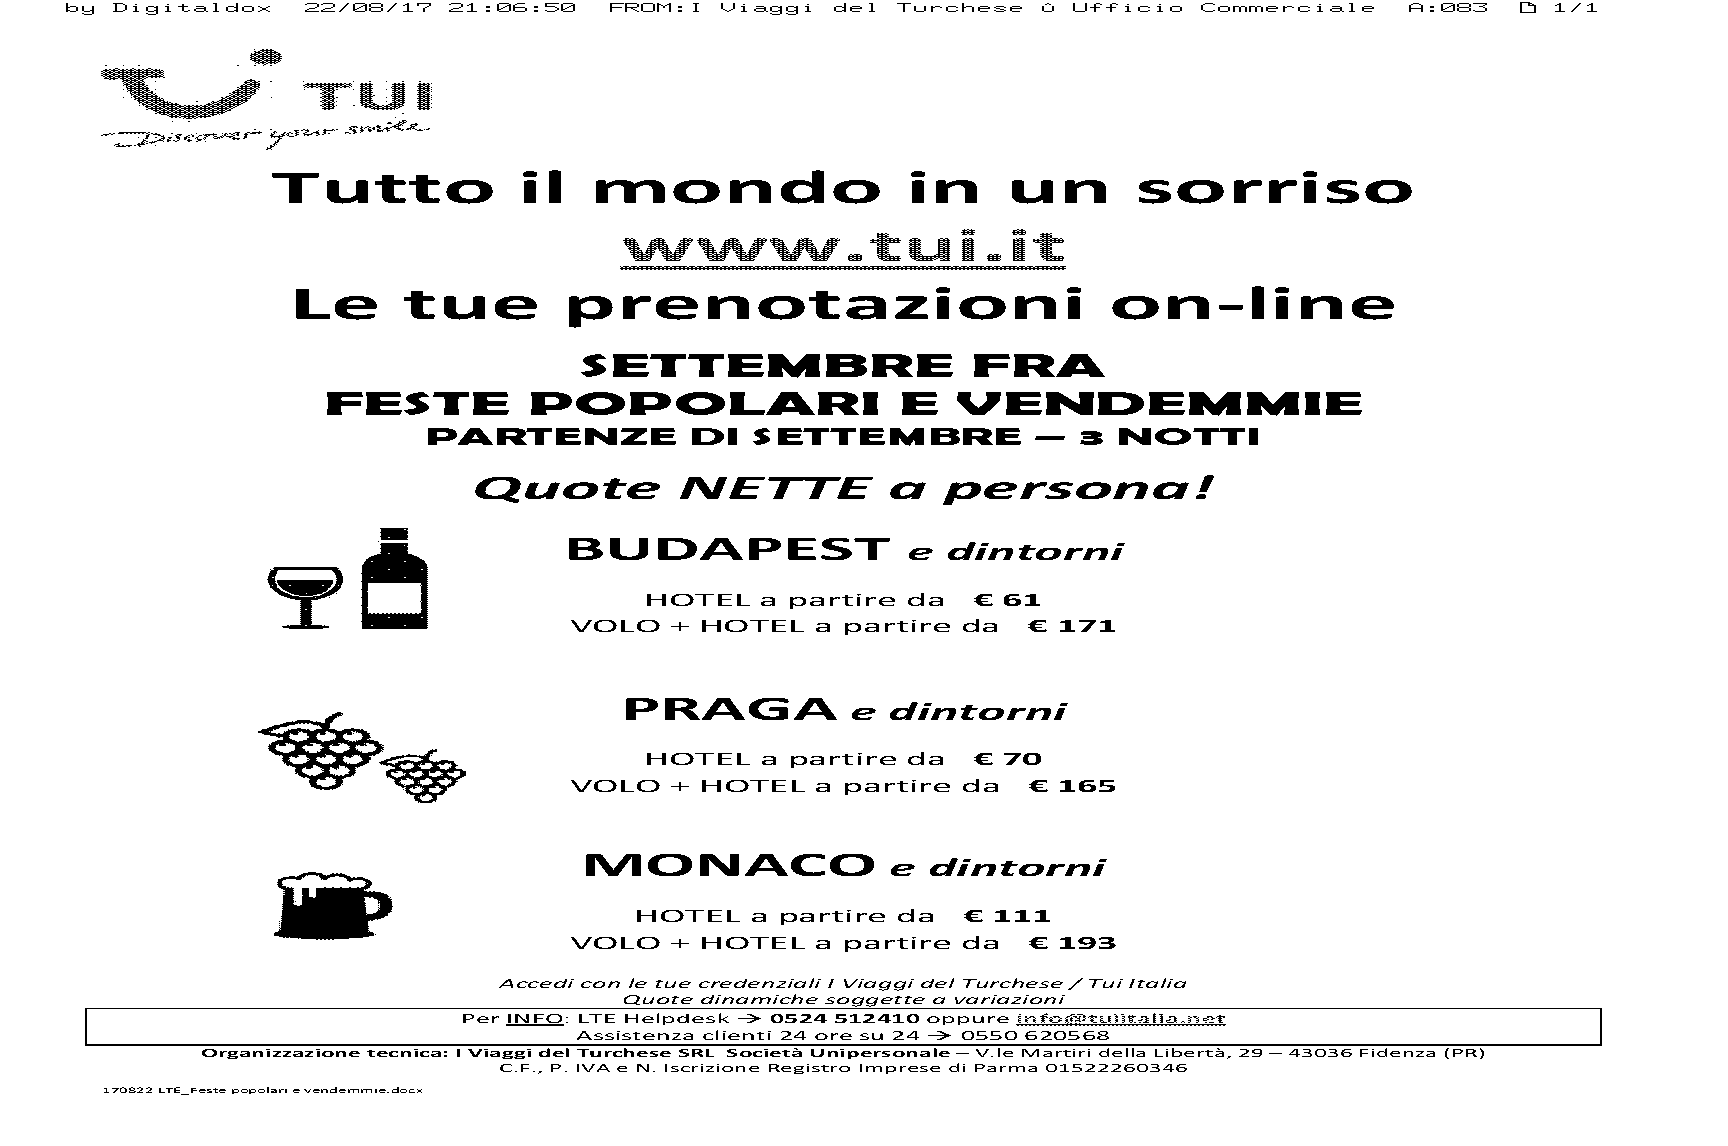 by Digitaldox 22/08/17 21:06:50 FROM:I Viaggi del Turchese û Ufficio Commerciale A:083 1/1
TUI
Discover your smile
Tutto il mondo in un sorriso
www.tui.it
Le tue prenotazioni on-line
SETTEMBRE FRA
FESTE POPOLARI E VENDEMMIE
PARTENZE DI SETTEMBRE – 3 NOTTI
Quote NETTE a persona!
BUDAPEST e dintorni
HOTEL a partire da € 61
VOLO + HOTEL a partire da € 171
PRAGA e dintorni
HOTEL a partire da € 70
VOLO + HOTEL a partire da € 165
MONACO e dintorni
HOTEL a partire da € 111
VOLO + HOTEL a partire da € 193
Accedi con le tue credenziali I Viaggi del Turchese / Tui Italia
Quote dinamiche soggette a variazioni
Per INFO: LTE Helpdesk → 0524 512410 oppure info@tuiitalia.net
Assistenza clienti 24 ore su 24 → 0550 620568
Organizzazione tecnica: I Viaggi del Turchese SRL Società Unipersonale – V.le Martiri della Libertà, 29 – 43036 Fidenza (PR)
C.F., P. IVA e N. Iscrizione Registro Imprese di Parma 01522260346
170822 LTE_Feste popolari e vendemmie.docx